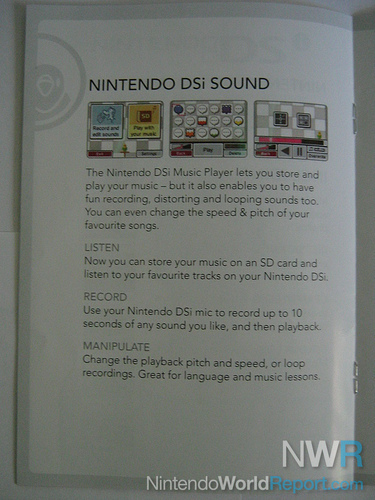 NINTENDO DSi SOUND
Record and
edit sounds
SD
Play with
your music
Settings
Play
The Nintendo DSi Music Player lets you store and
play your music – but it also enables you to have
fun recording, distorting and looping sounds too.
You can even change the speed & pitch of your
favourite songs.
LISTEN
Now you can store your music on an SD card and
listen to your favourite tracks on your Nintendo DSi.
RECORD
Use your Nintendo DSi mic to record up to 10
seconds of any sound you like, and then playback.
MANIPULATE
Change the playback pitch and speed, or loop
recordings. Great for language and music lessons.
NWR
NintendoWorldReport.com